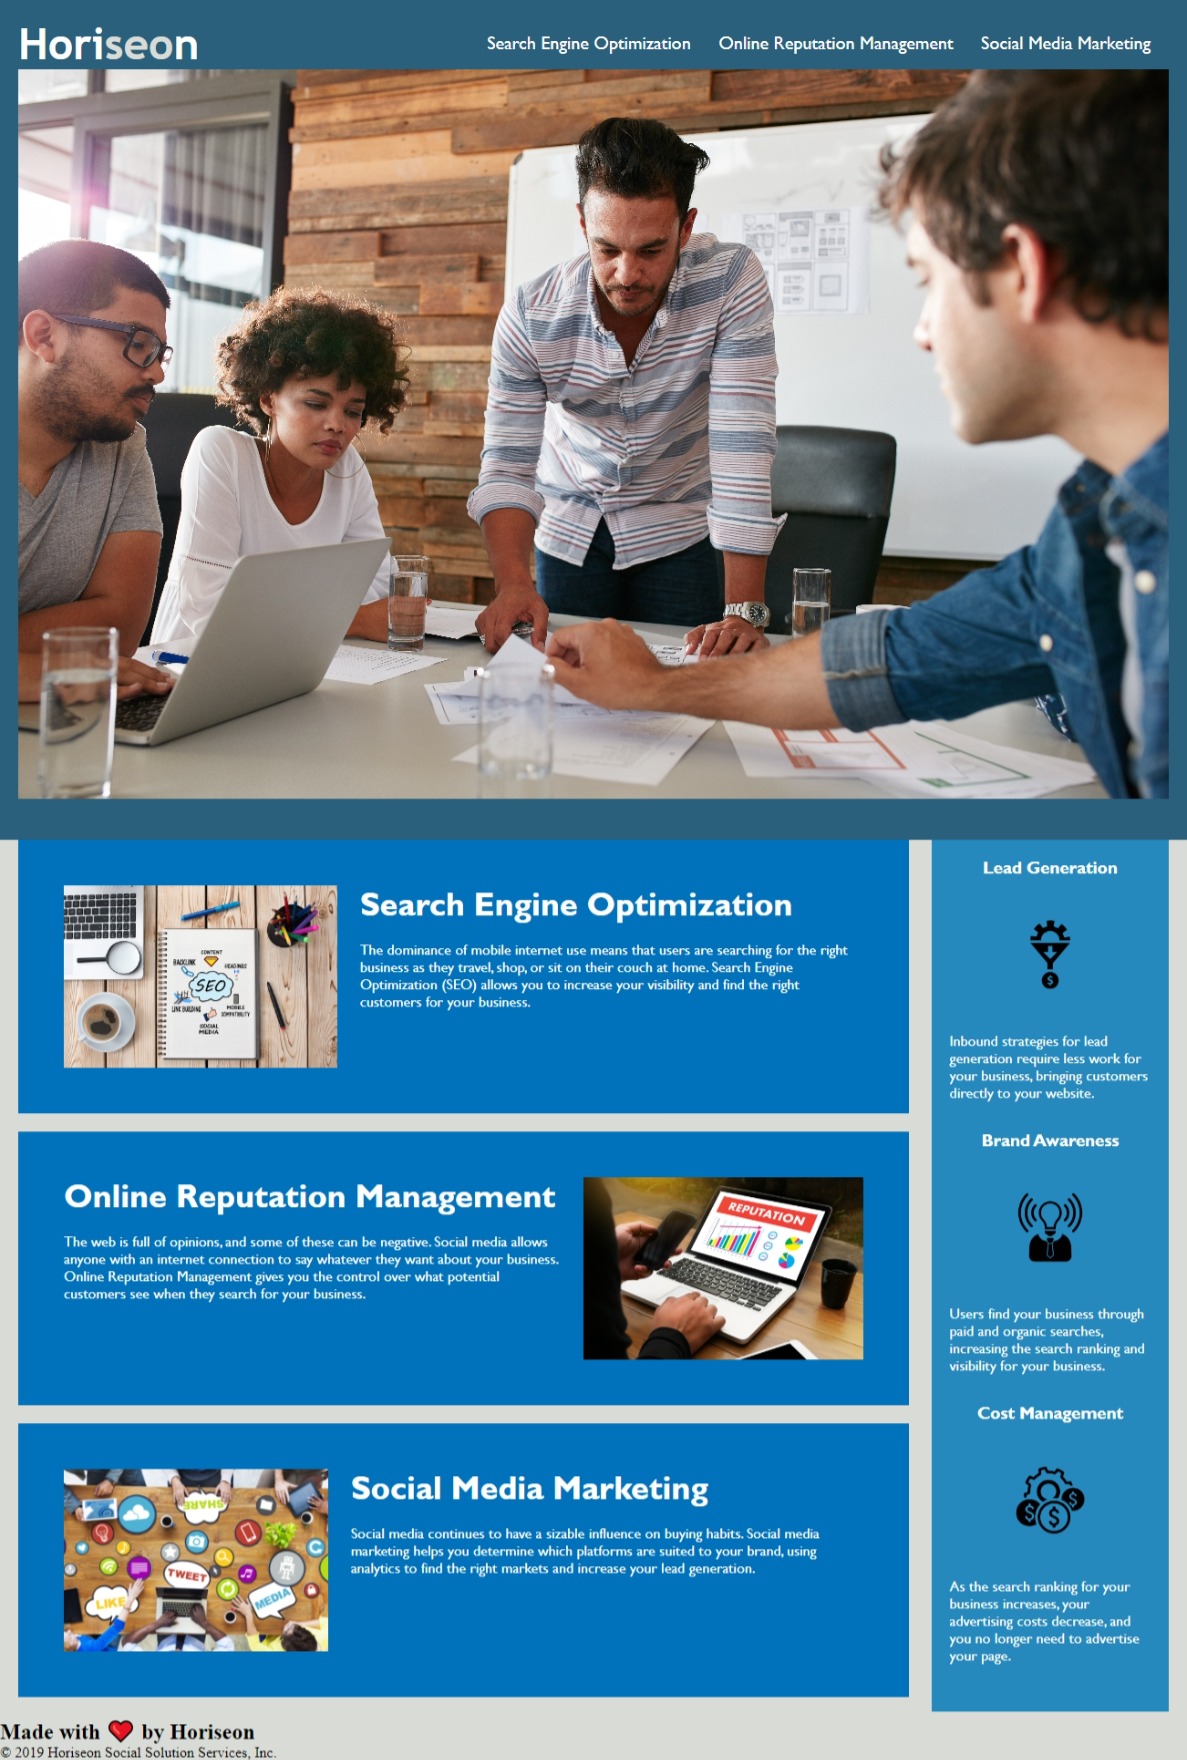 Horiseon
Search Engine Optimization
Online Reputation Management
Social Media Marketing
CONTENT
BACKLINK
HEADINGS
SEO
LINK BUILDING
MOBILE
COMPATIBILITY
SOCIAL
MEDIA
Search Engine Optimization
The dominance of mobile internet use means that users are searching for the right
business as they travel, shop, or sit on their couch at home. Search Engine
Optimization (SEO) allows you to increase your visibility and find the right
customers for your business.
Online Reputation Management
The web is full of opinions, and some of these can be negative. Social media allows
anyone with an internet connection to say whatever they want about your business.
Online Reputation Management gives you the control over what potential
customers see when they search for your business.
REPUTATION
SHARE
TWEET
LIKE
MEDIA
Social Media Marketing
Social media continues to have a sizable influence on buying habits. Social media
marketing helps you determine which platforms are suited to your brand, using
analytics to find the right markets and increase your lead generation.
Lead Generation
$
Inbound strategies for lead
generation require less work for
your business, bringing customers
directly to your website.
Brand Awareness
Users find your business through
paid and organic searches,
increasing the search ranking and
visibility for your business.
Cost Management
$ $ $
As the search ranking for your
business increases, your
advertising costs decrease, and
you no longer need to advertise
your page.
Made with ❤️ by Horiseon
© 2019 Horiseon Social Solution Services, Inc.